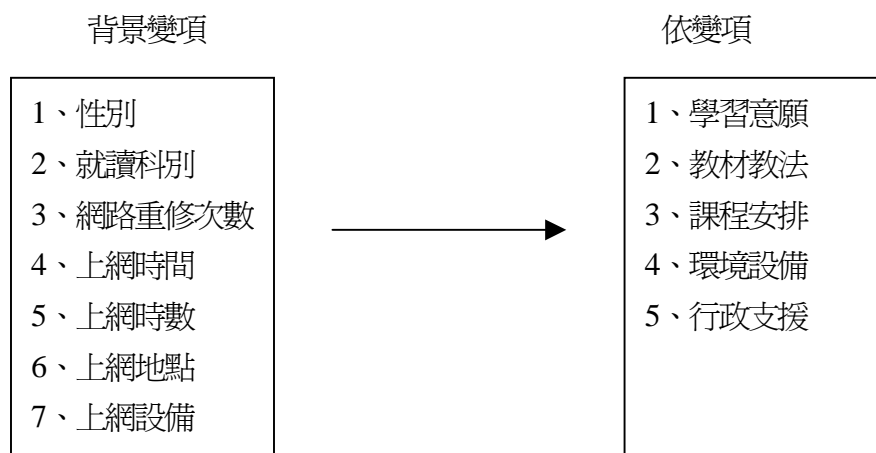 背景變項
1、性別
2、就讀科別
3、網路重修次數
4、上網時間
5、上網時數
6、上網地點
7、上網設備
依變項
1、學習意願
2、教材教法
3、課程安排
4、環境設備
5、行政支援